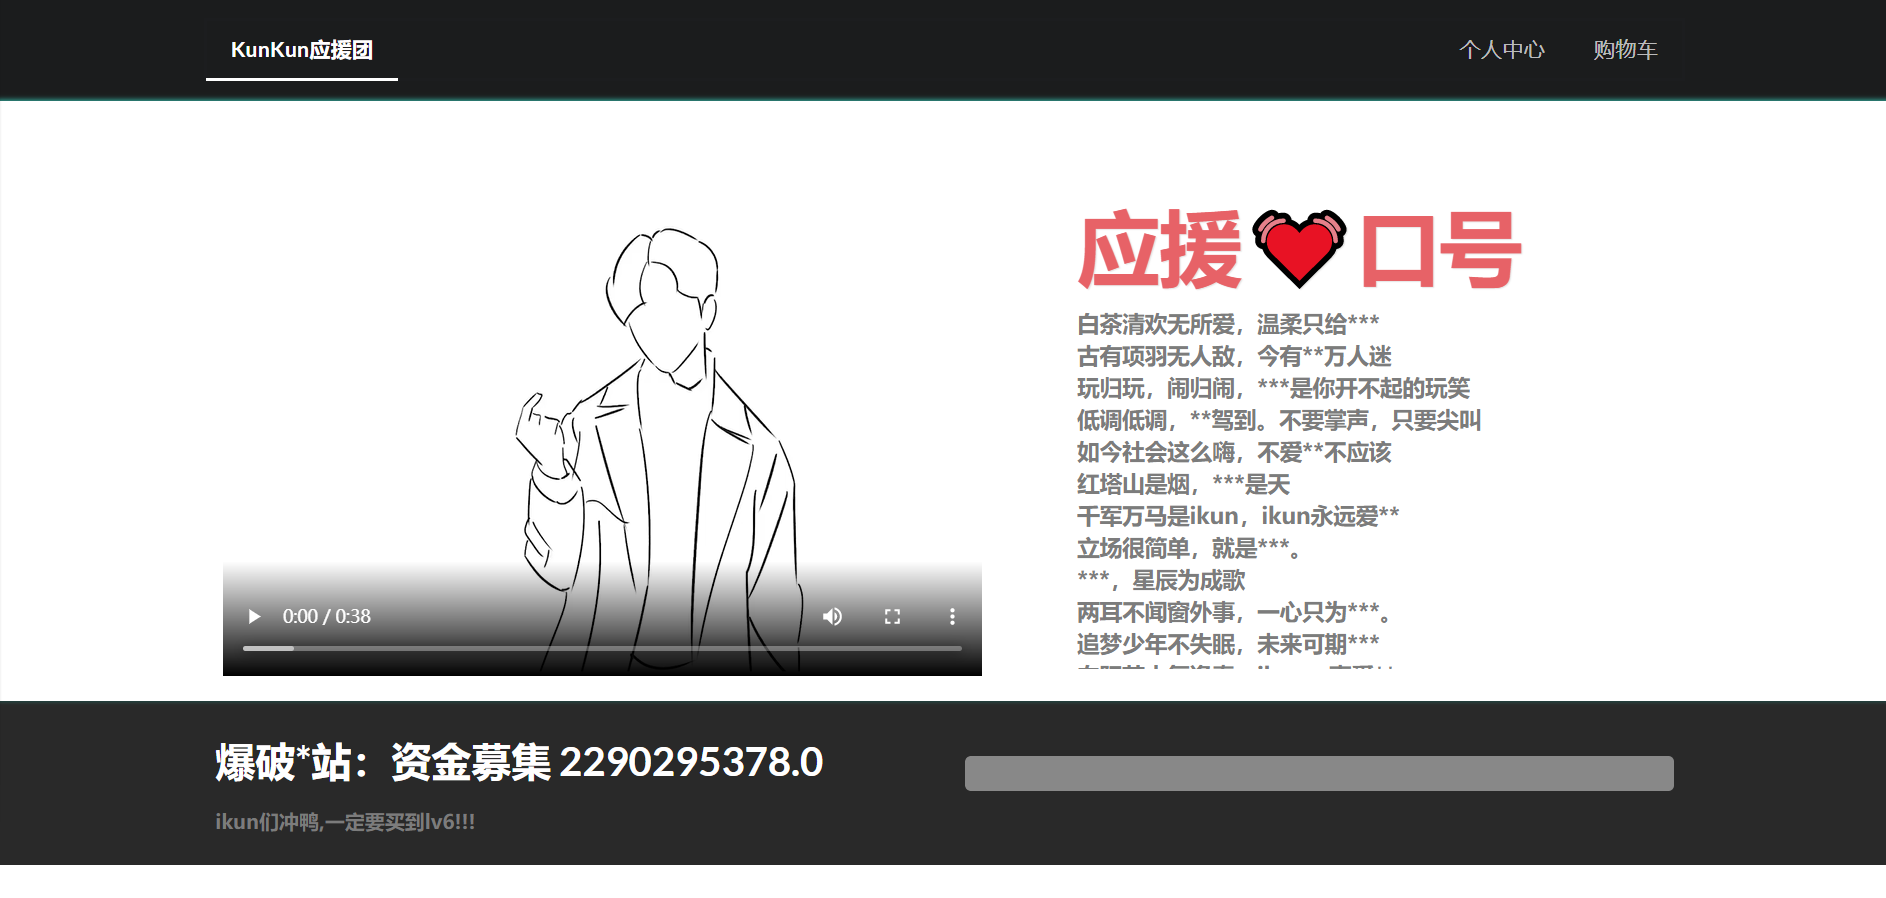 KunKun应援团
个人中心
购物车
应援❤口号
白茶清欢无所爱，温柔只给***
古有项羽无人敌，今有**万人迷
玩归玩，闹归闹，***是你开不起的玩笑
低调低调，**驾到。不要掌声，只要尖叫
如今社会这么嗨，不爱**不应该
红塔山是烟，***是天
千军万马是ikun，ikun永远爱**
立场很简单，就是***。
***，星辰为成歌
两耳不闻窗外事，一心只为***。
追梦少年不失眠，未来可期***
0:00 / 0:38
爆破*站：资金募集 2290295378.0
ikun们冲鸭,一定要买到lv6!!!